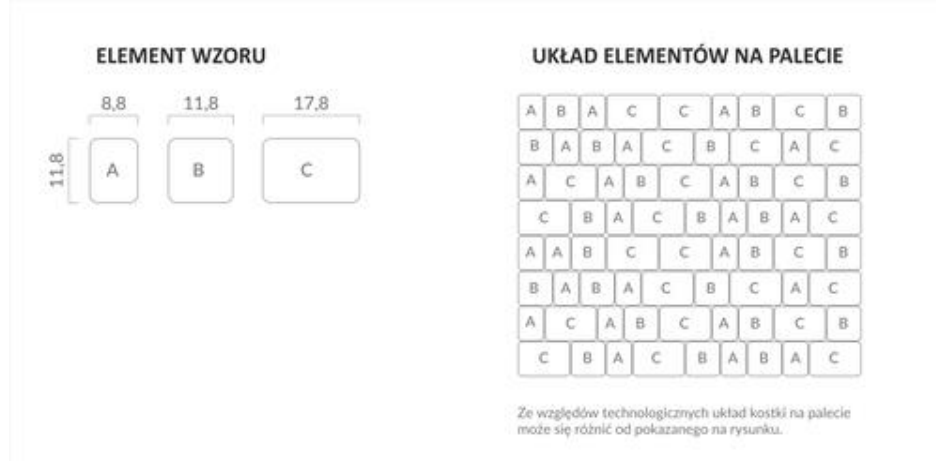 ELEMENT WZORU
8,8 11,8 17,8
11,8
A B C
UKŁAD ELEMENTÓW NA PALECIE
A B A C C A B C B
B A B A C B C A C
A C A B C A B C B
C B A C B A B A C
A A B C C A B C B
B A B A C B C A C
A C A B C A B C B
C B A C B A B A C
Ze względów technologicznych układ kostki na palecie
może się różnić od pokazanego na rysunku.